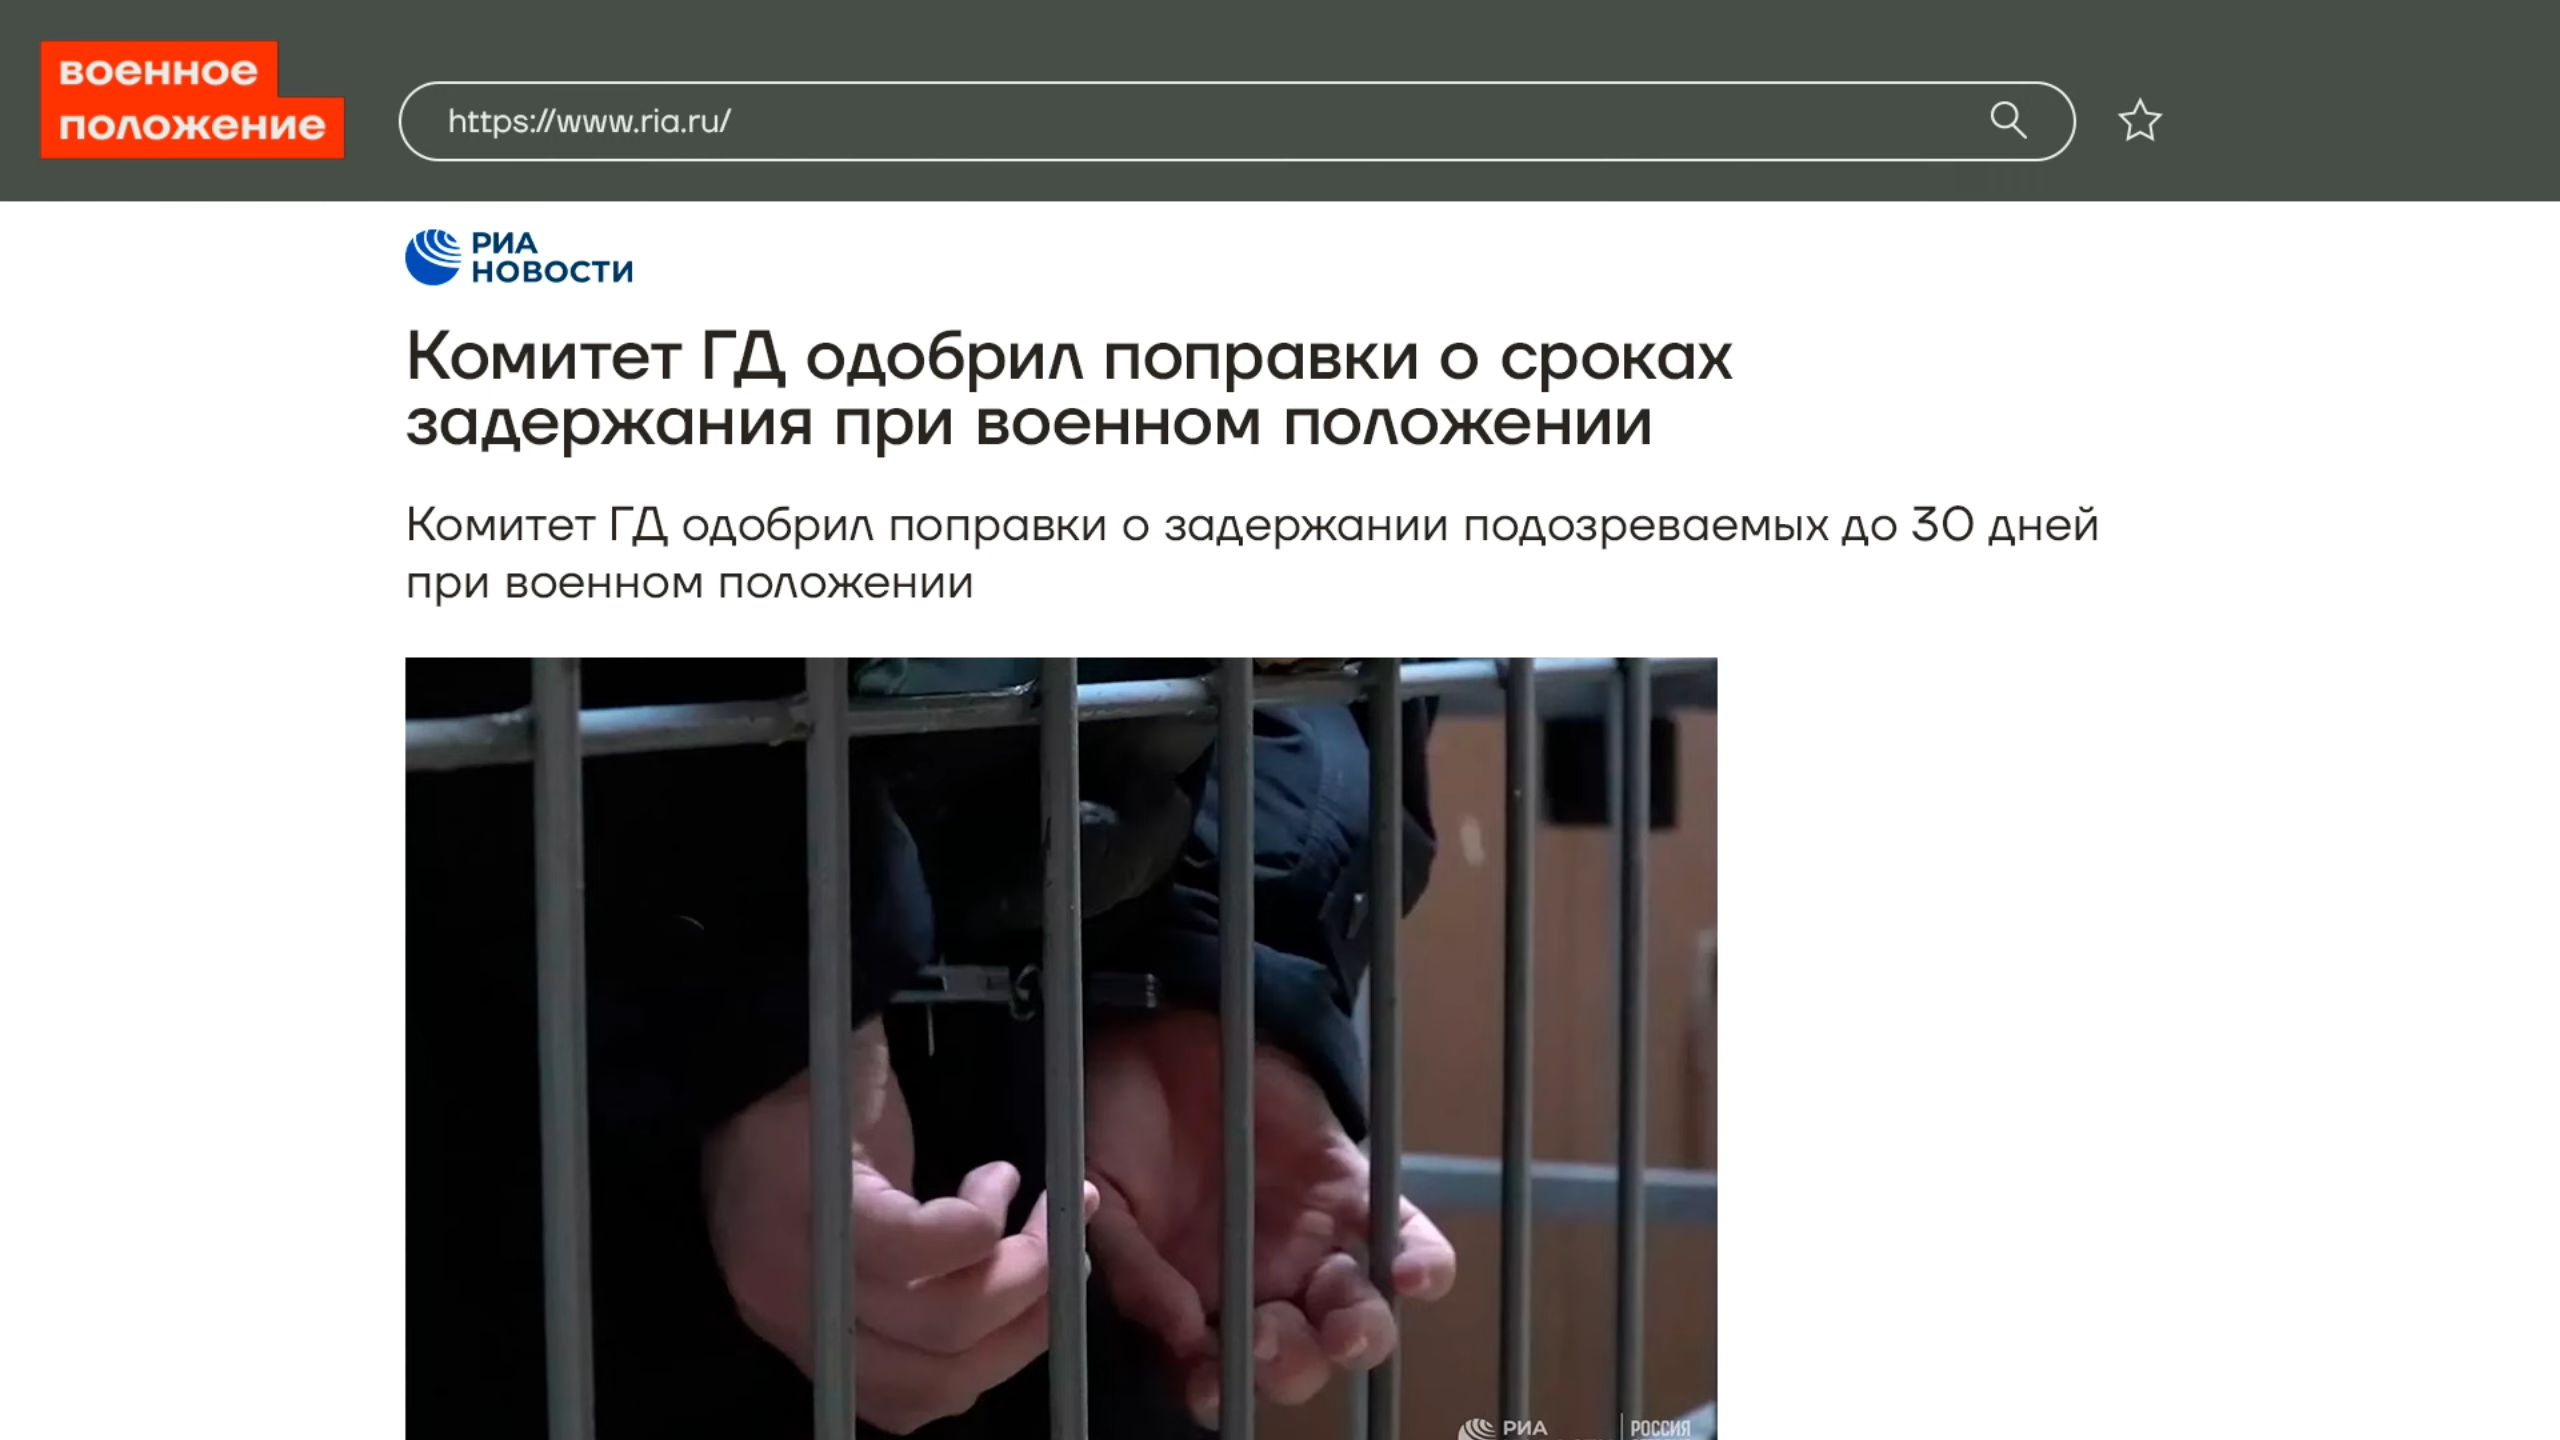 военное
положение
https://www.ria.ru/
РИА
НОВОСТИ
Комитет ГД одобрил поправки о сроках
задержания при военном положении
Комитет ГД одобрил поправки о задержании подозреваемых до 30 дней
при военном положении
РИА
РОССИЯ